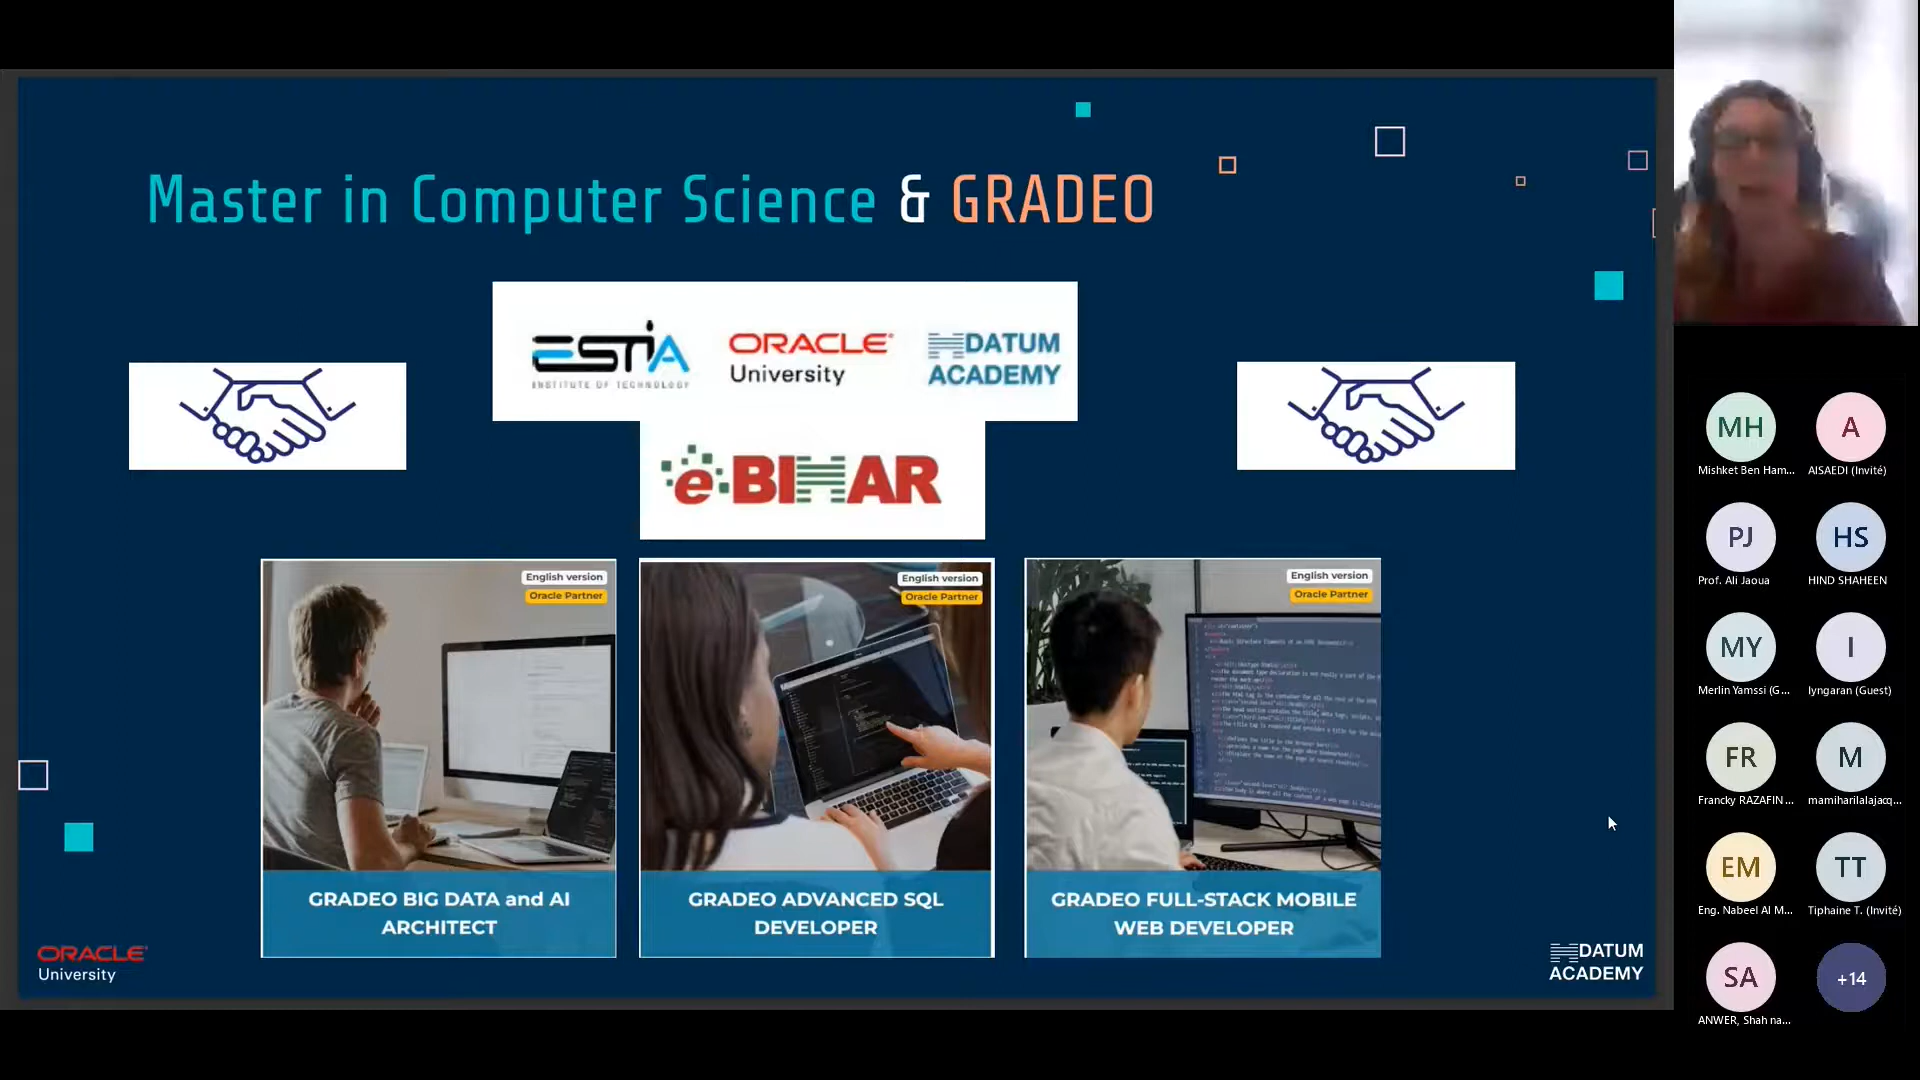 Master in Computer Science & GRADEO
ESTIA
INSTITUTE OF TECHNOLOGY
ORACLE
University
DATUM
ACADEMY
e-BIHAR
English version
Oracle Partner
GRADEO BIG DATA and AI
ARCHITECT
English version
Oracle Partner
GRADEO ADVANCED SQL
DEVELOPER
English version
Oracle Partner
GRADEO FULL-STACK MOBILE
WEB DEVELOPER
ORACLE
University
DATUM
ACADEMY
MH
Mishket Ben Ham...
A
AISAEDI (Invité)
PJ
Prof. Ali Jaoua
HS
HIND SHAHEEN
MY
Merlin Yamssi (G...
I
Iyngaran (Guest)
FR
Francky RAZAFIN...
M
mamiharilalajacq...
EM
Eng. Nabeel Al M...
TT
Tiphaine T. (Invité)
SA
ANWER, Shah na...
+14